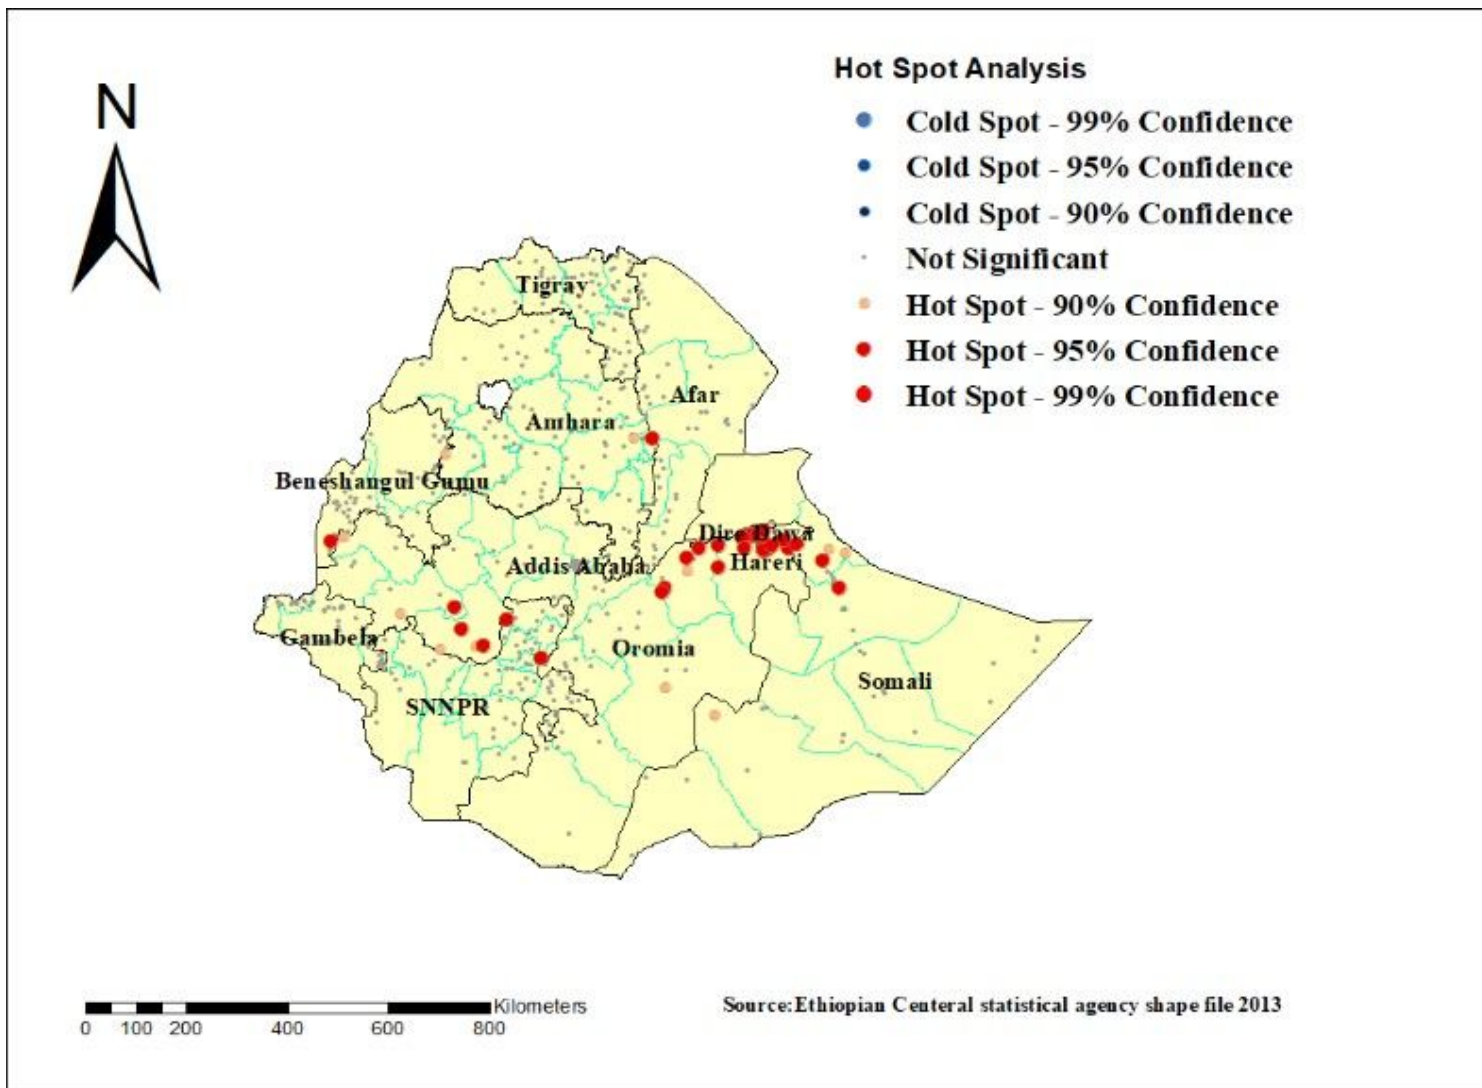 N
Hot Spot Analysis
Cold Spot - 99% Confidence
Cold Spot - 95% Confidence
Cold Spot - 90% Confidence
Not Significant
Hot Spot - 90% Confidence
Hot Spot - 95% Confidence
Hot Spot - 99% Confidence
Tigray
Afar
Amhara
Beneshangul Gumu
Dire Dawa
Addis Ababa
Hareri
Gambela
Oromia
Somali
SNNPR
Kilometers
0 100 200 400 600 800
Source:Ethiopian Centeral statistical agency shape file 2013